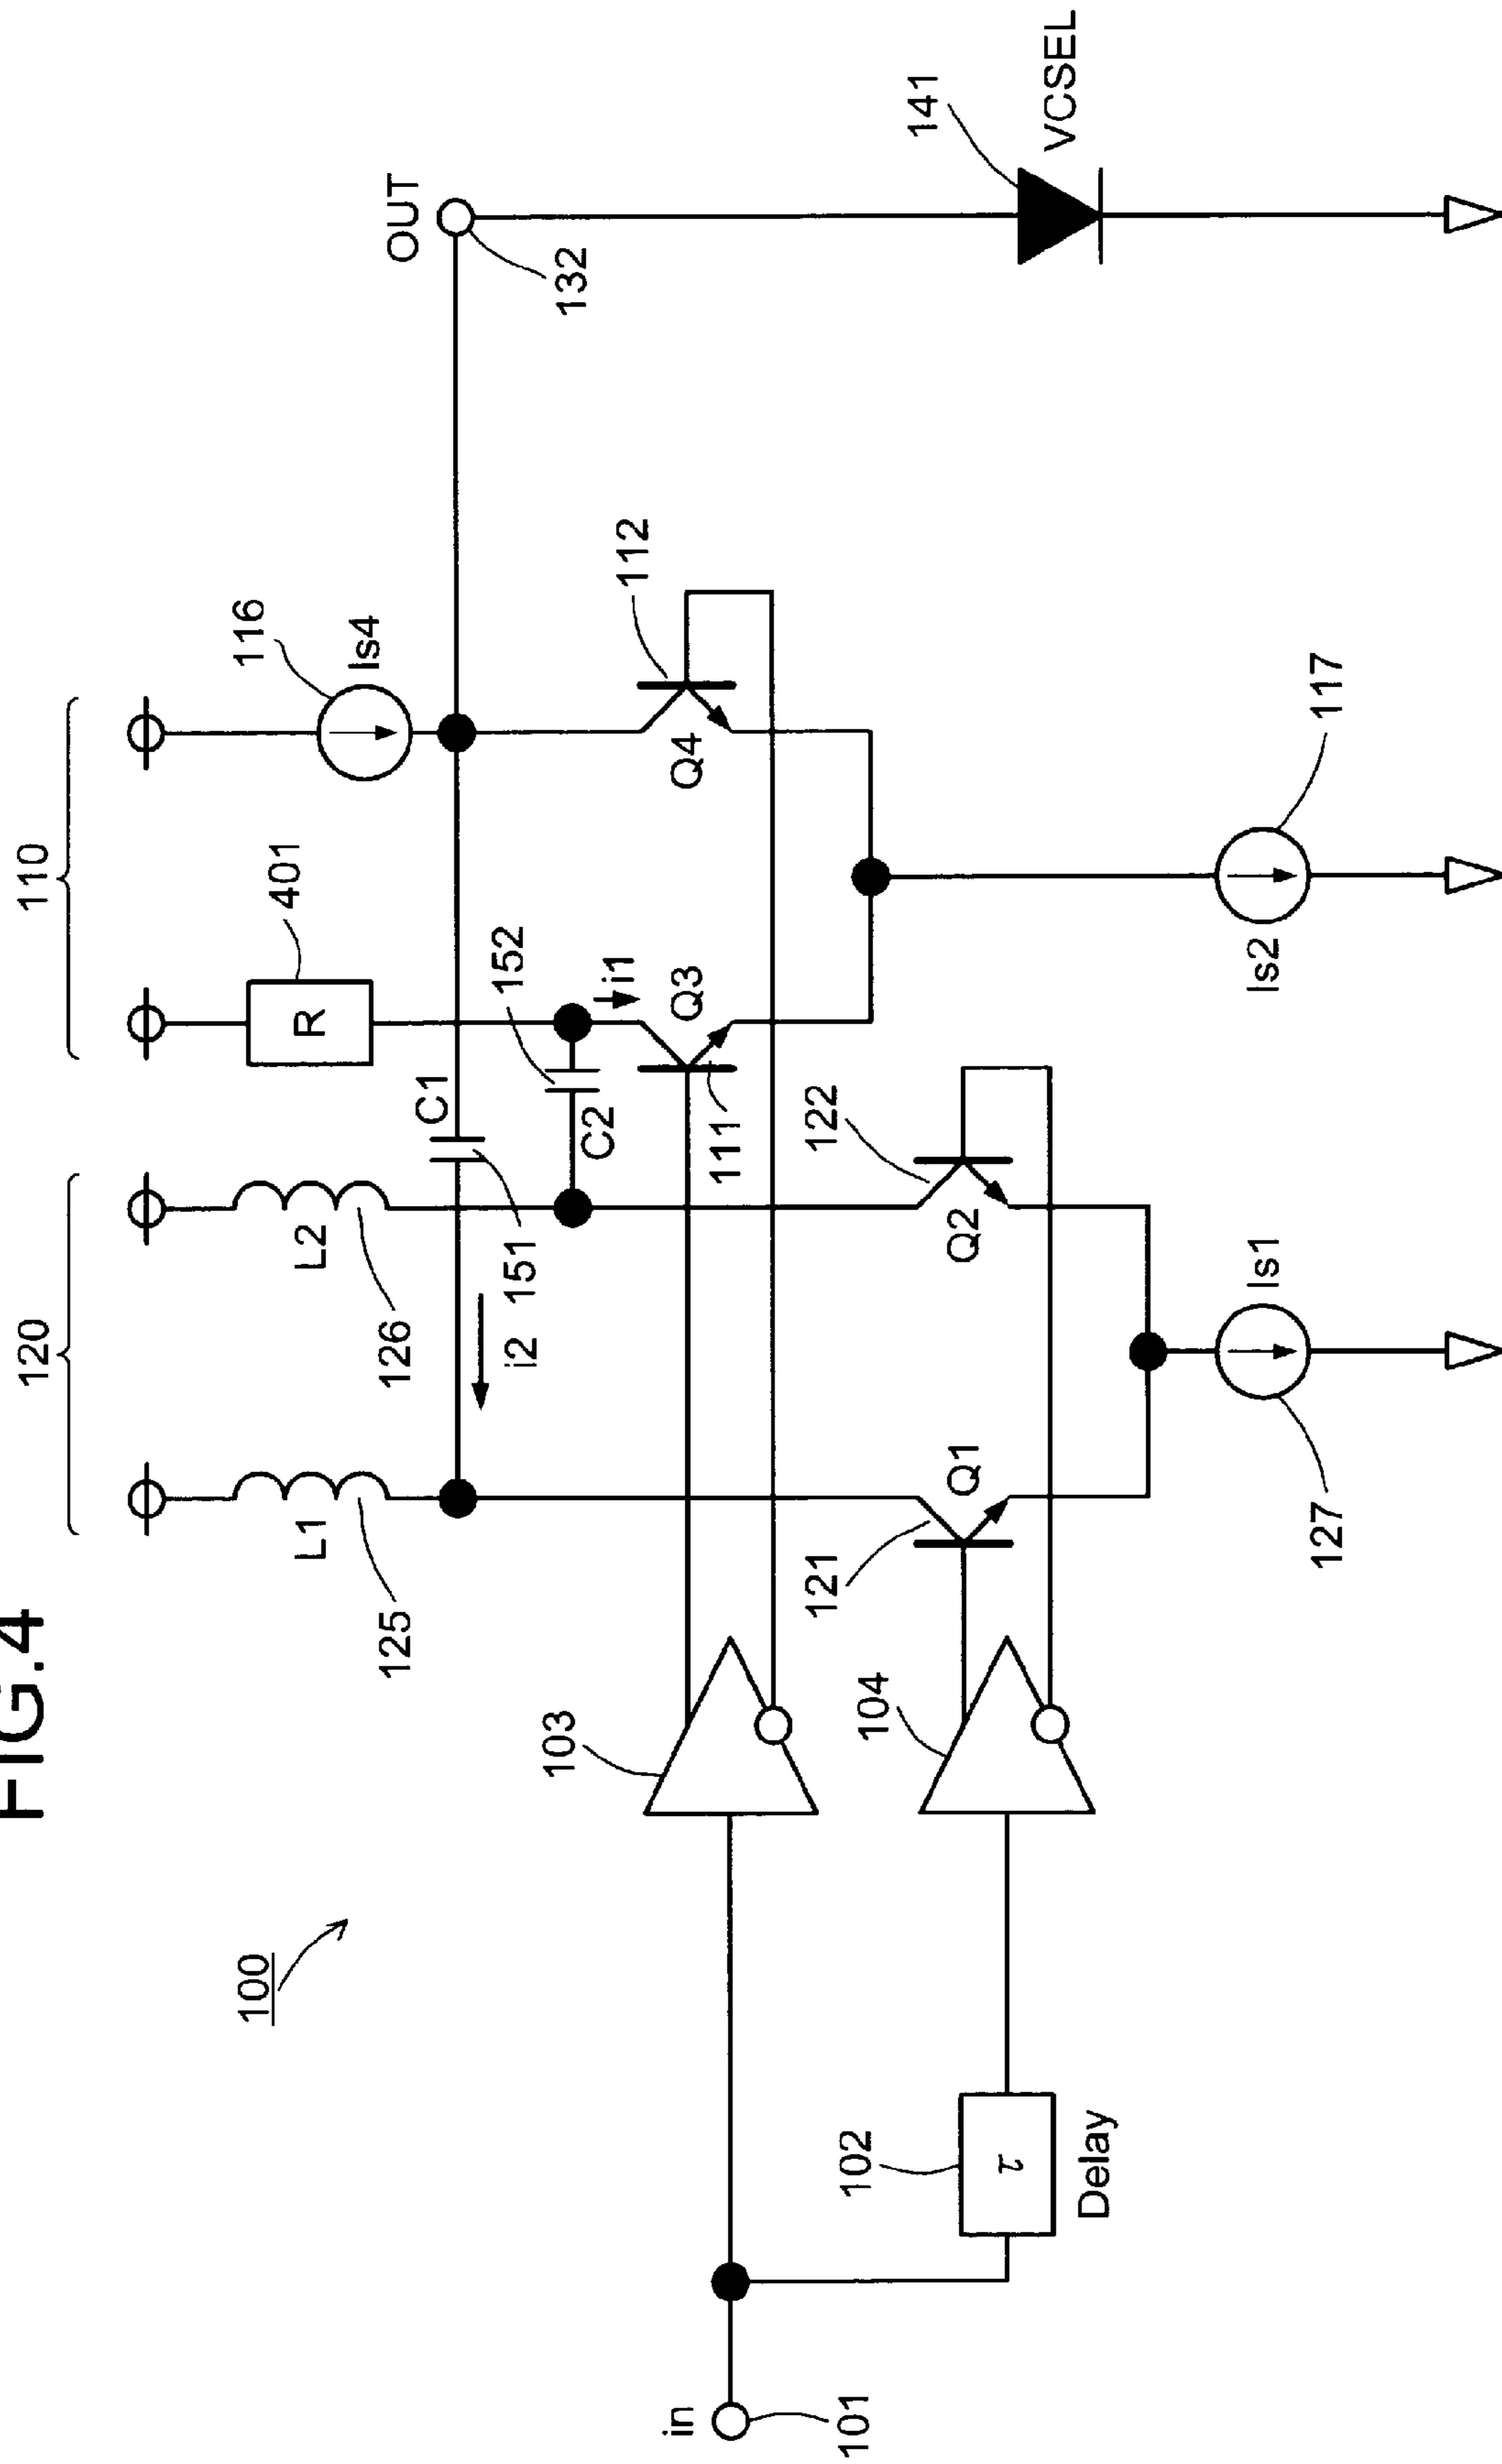 FIG.4
100
120
110
L1
125
L2
126
R
401
116
Is4
OUT
132
C1
151
i2
C2
152
i1
Q3
111
Q4
112
141
VCSEL
103
104
121
Q1
122
Q2
Is1
127
Is2
117
in
101
102
τ
Delay